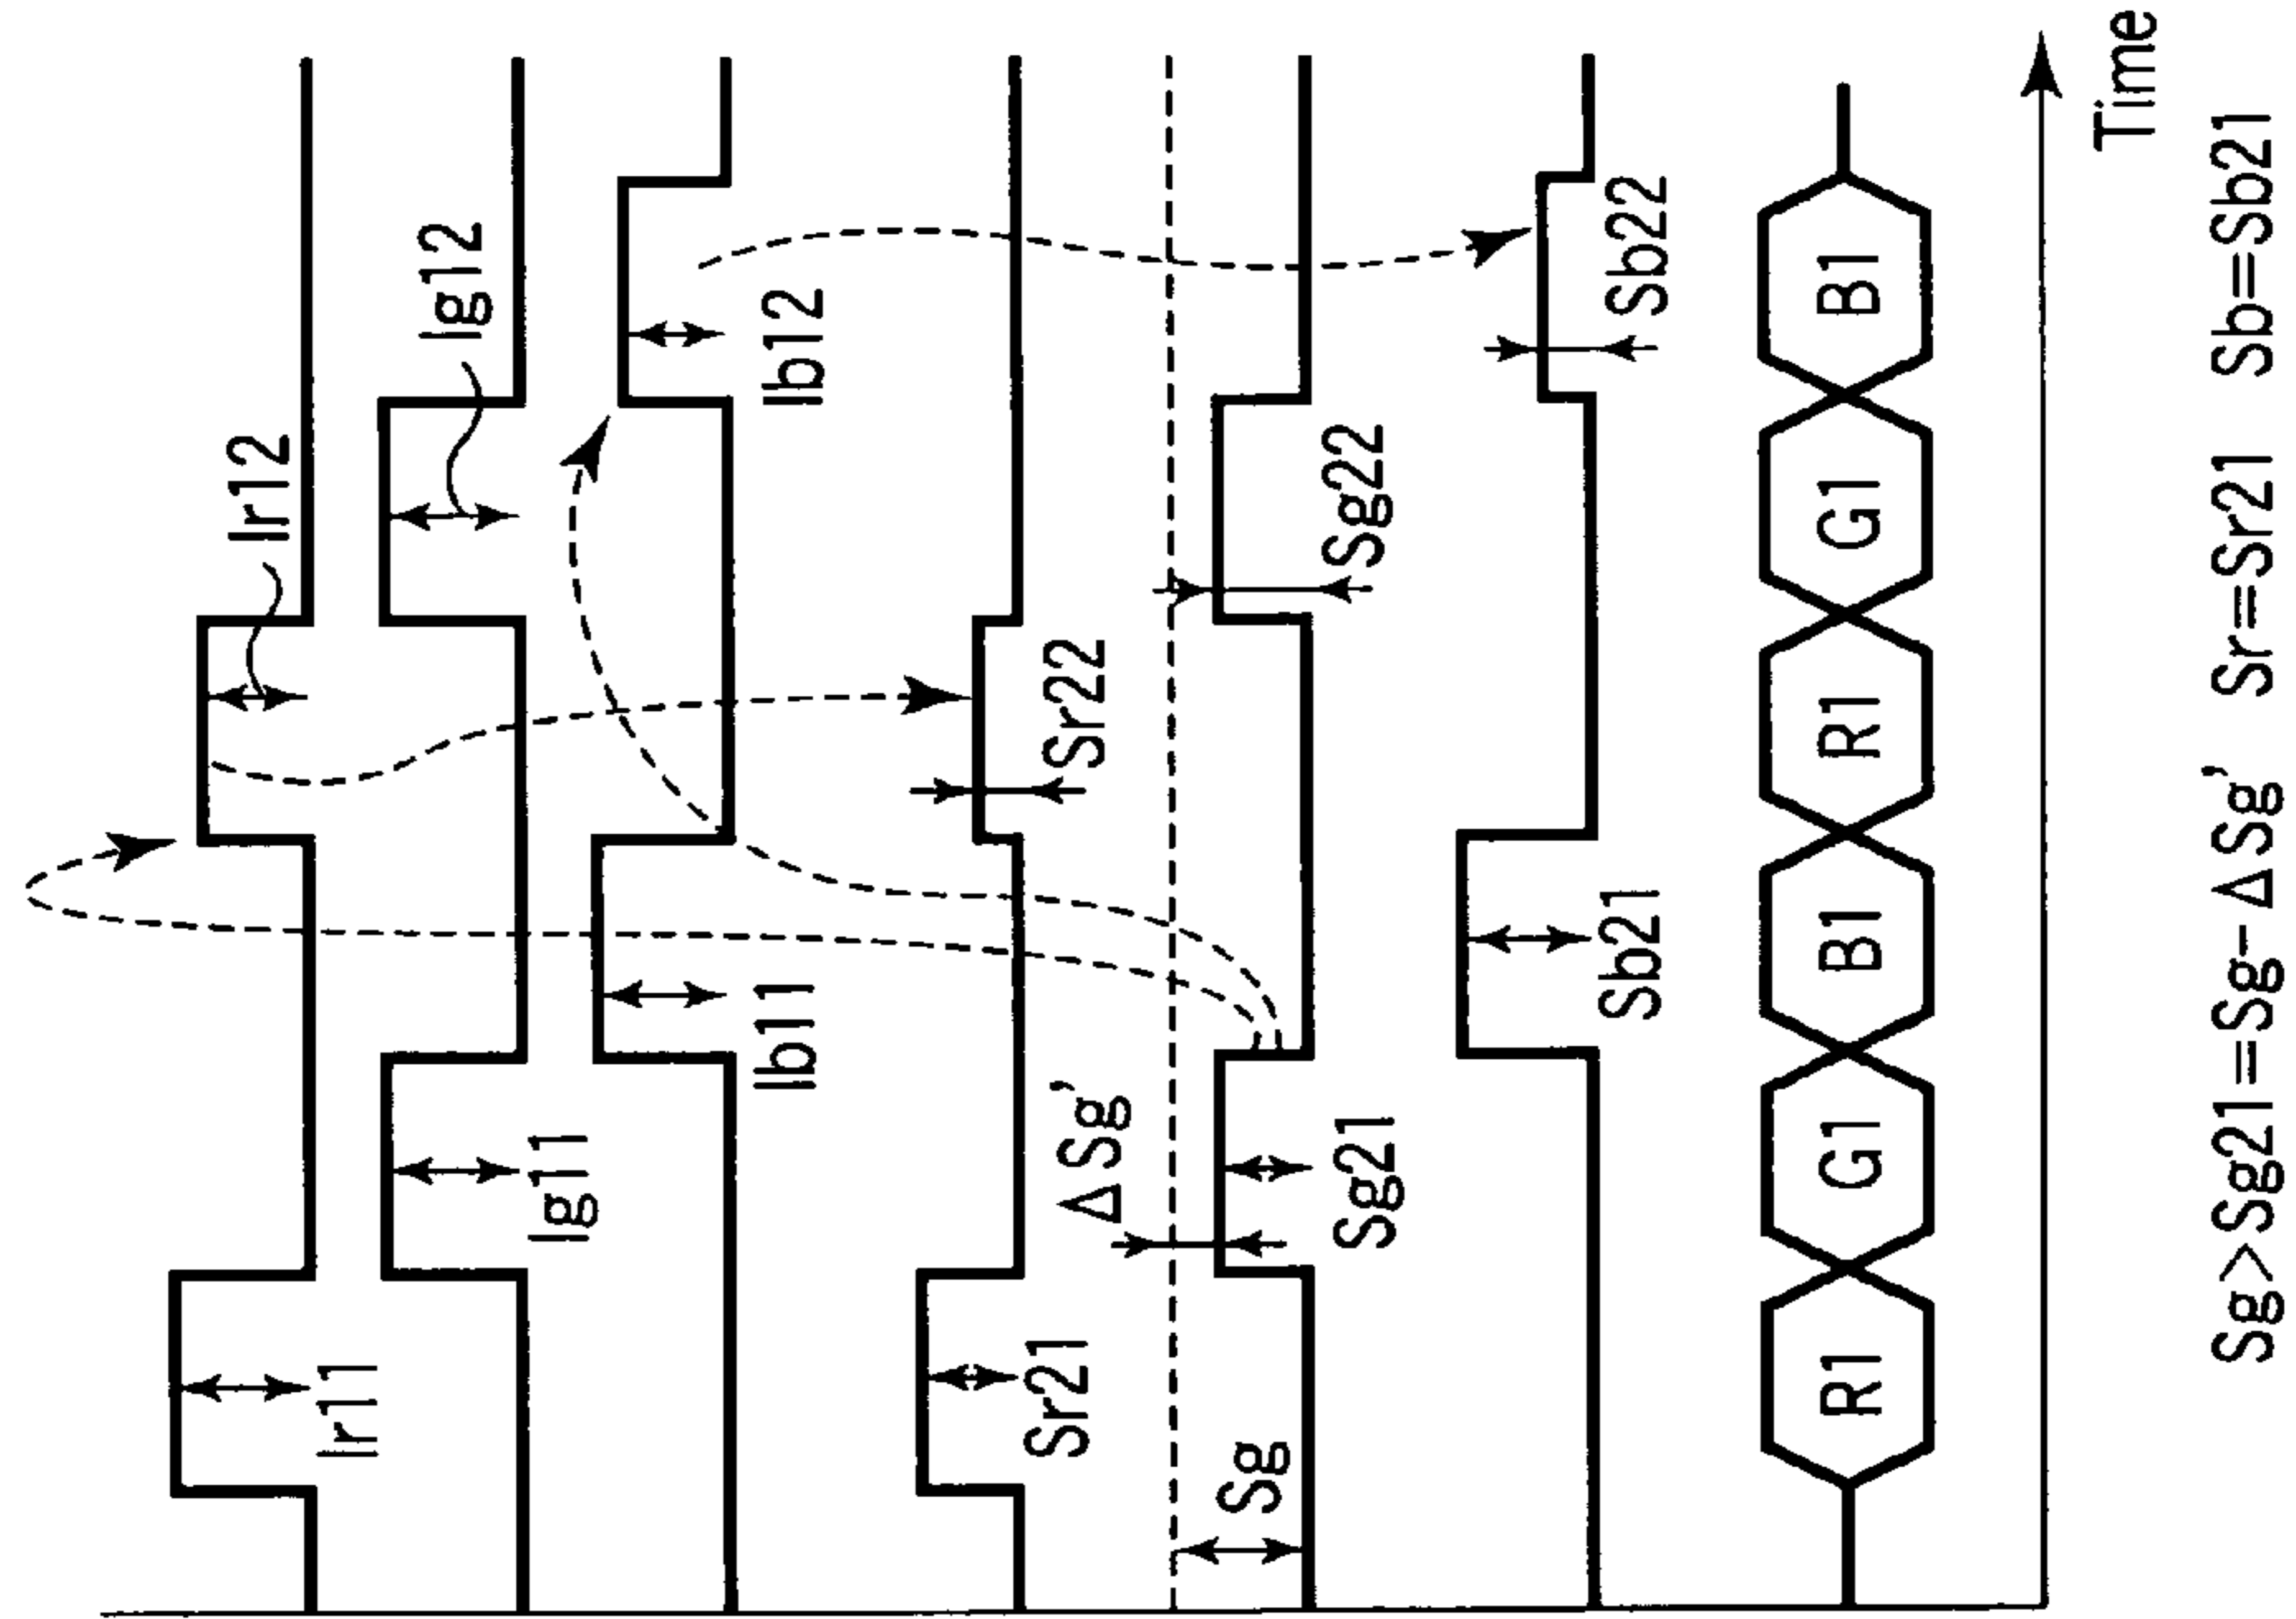 Ir11
Ir12
Ig11
Ig12
Ib11
Ib12
Sr21
Sr22
Sg
ΔSg'
Sg21
Sg22
Sb21
Sb22
R1 G1 B1 R1 G1 B1
Time
Sg>Sg21=Sg-ΔSg' Sr=Sr21 Sb=Sb21